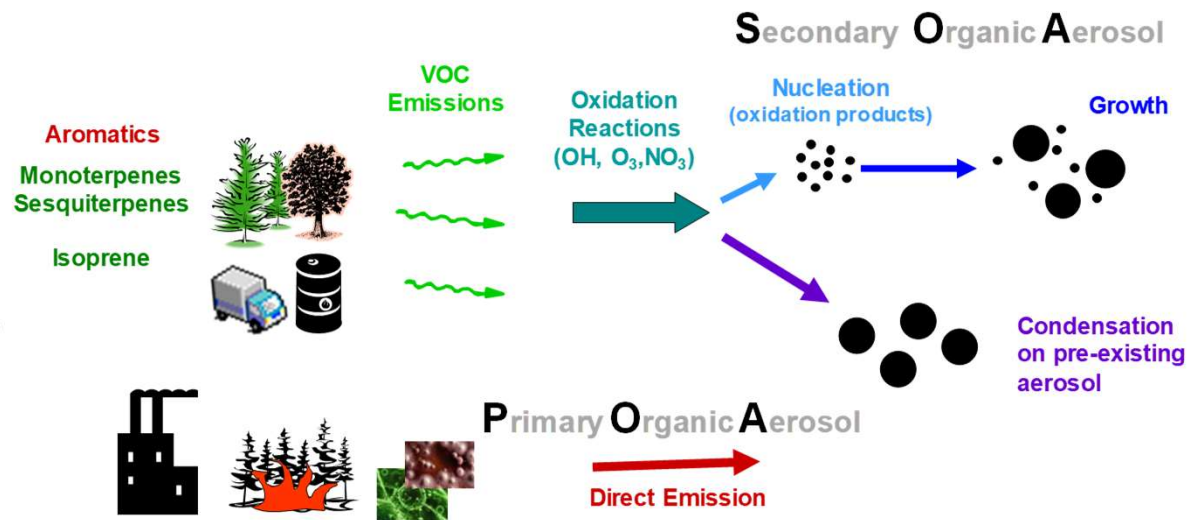 Secondary Organic Aerosol
VOC
Emissions
Aromatics
Monoterpenes
Sesquiterpenes
Isoprene
Oxidation
Reactions
(OH, O₃,NO₃)
Nucleation
(oxidation products)
Growth
Condensation
on pre-existing
aerosol
Primary Organic Aerosol
Direct Emission